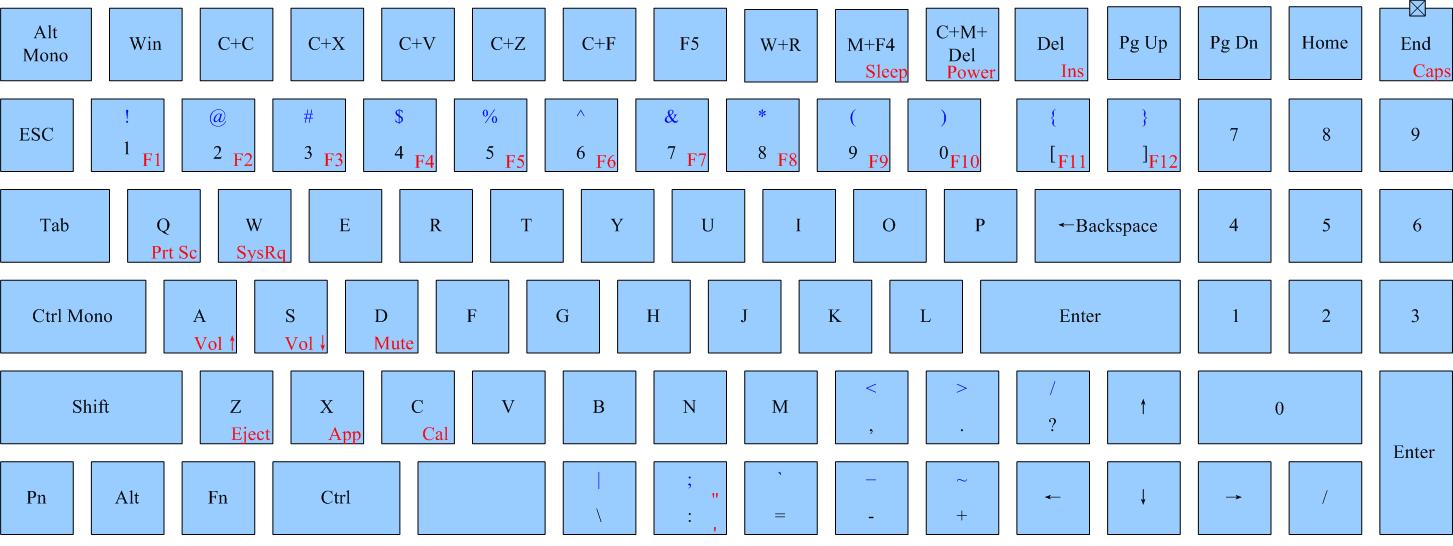 Alt Mono Win C+C C+X C+V C+Z C+F F5 W+R M+F4 Sleep C+M+ Del Power Del Ins Pg Up Pg Dn Home End Caps
ESC ! 1 F1 @ 2 F2 # 3 F3 $ 4 F4 % 5 F5 ^ 6 F6 & 7 F7 * 8 F8 ( 9 F9 ) 0 F10 { [ F11 } ] F12 7 8 9
Tab Q Prt Sc W SysRq E R T Y U I O P ←Backspace 4 5 6
Ctrl Mono A Vol ↑ S Vol ↓ D Mute F G H J K L Enter 1 2 3
Shift Z Eject X App C Cal V B N M < , > . / ? ↑ 0 Enter
Pn Alt Fn Ctrl | \ ; : " ' ` = – - ~ + ← ↓ → /